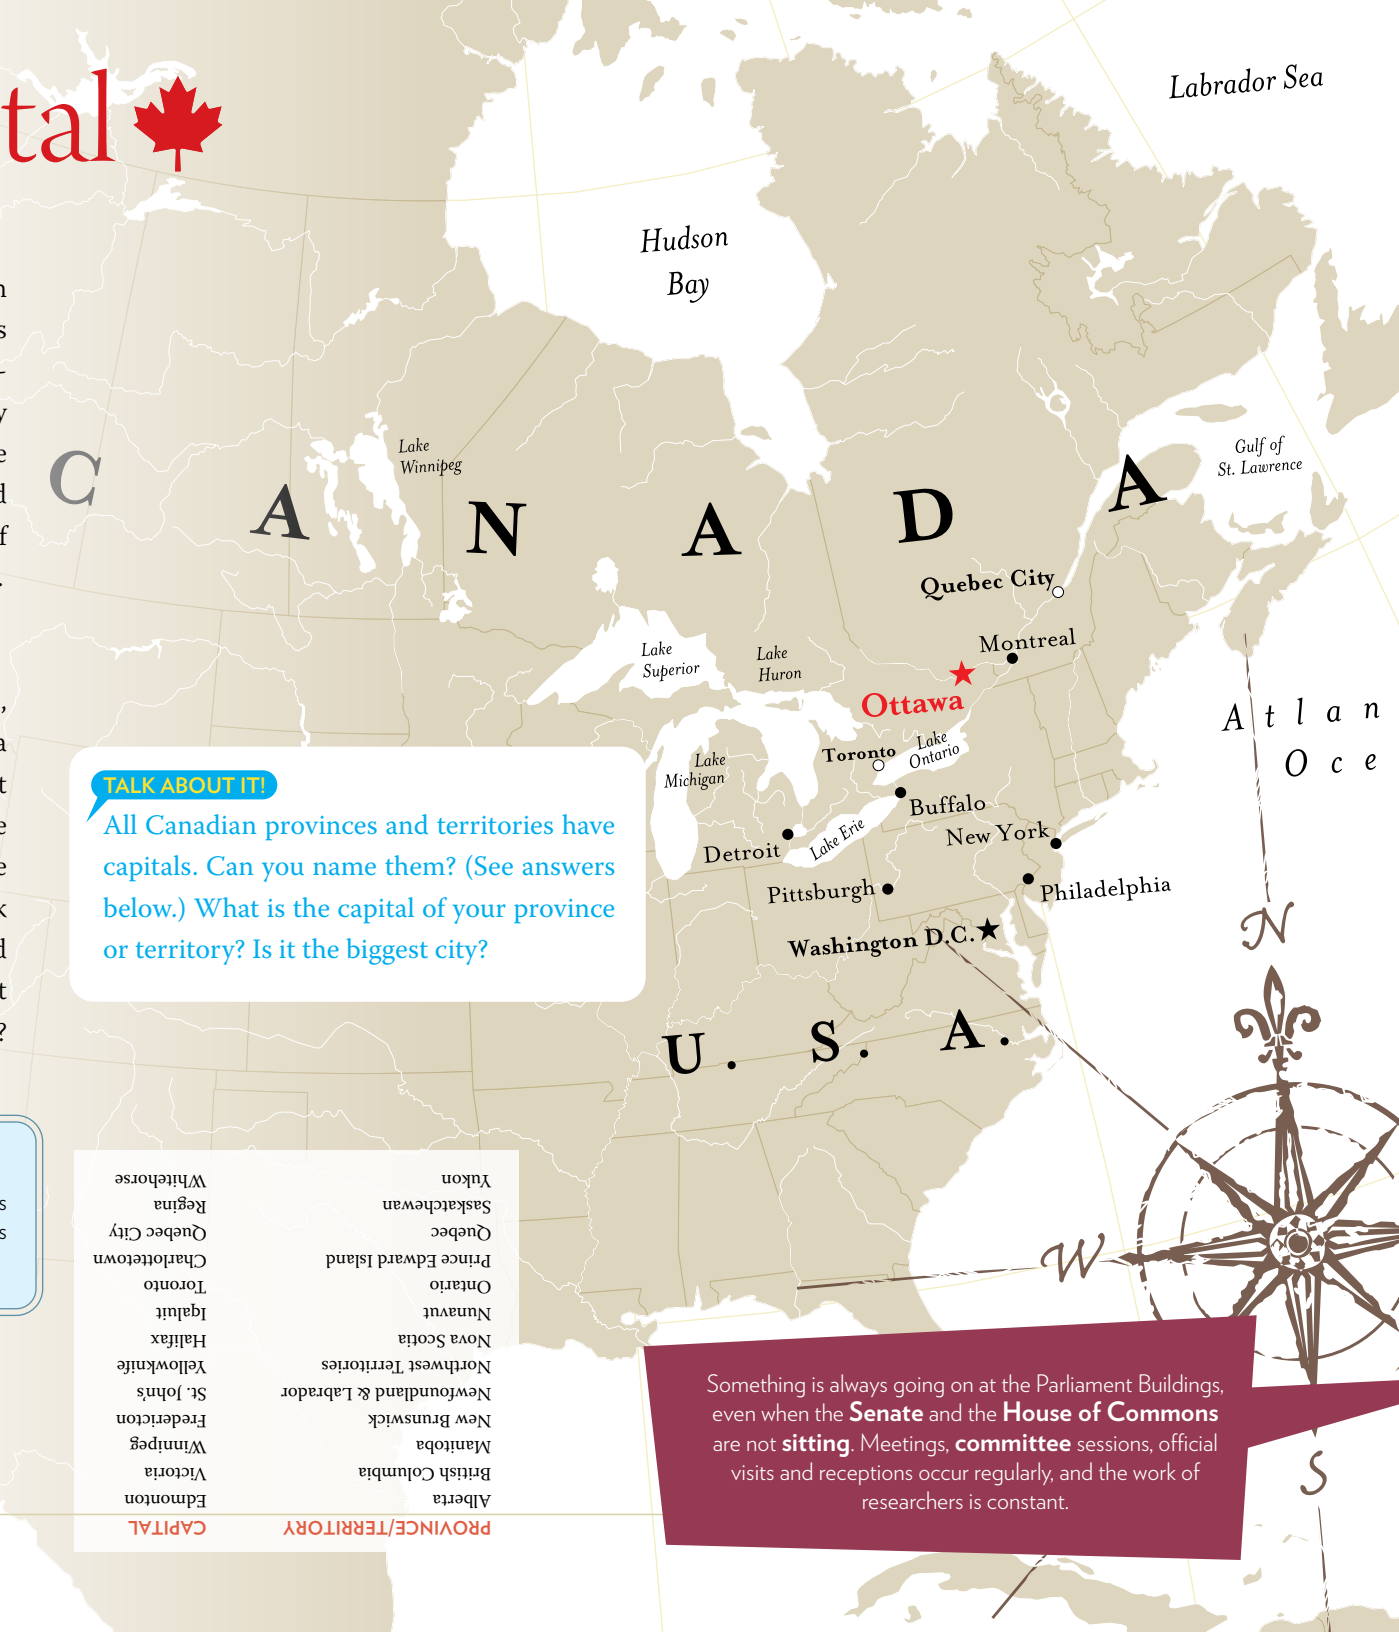 tal
n
s
-
y
e
d
f
.
,
a
t
e
e
k
d
t
?
s
s
Labrador Sea
Hudson
Bay
Lake
Winnipeg
Gulf of
St. Lawrence
C A N A D A
Quebec City
Montreal
Lake
Superior
Lake
Huron
Ottawa
Atlan
Oce
Toronto
Lake
Ontario
Lake
Michigan
Buffalo
Lake Erie
New York
Detroit
Pittsburgh
Philadelphia
Washington D.C.
U. S. A.
TALK ABOUT IT!
All Canadian provinces and territories have
capitals. Can you name them? (See answers
below.) What is the capital of your province
or territory? Is it the biggest city?
N
W
S
PROVINCE/TERRITORY CAPITAL
Alberta Edmonton
British Columbia Victoria
Manitoba Winnipeg
New Brunswick Fredericton
Newfoundland & Labrador St. John's
Northwest Territories Yellowknife
Nova Scotia Halifax
Nunavut Iqaluit
Ontario Toronto
Prince Edward Island Charlottetown
Quebec Quebec City
Saskatchewan Regina
Yukon Whitehorse
Something is always going on at the Parliament Buildings,
even when the Senate and the House of Commons
are not sitting. Meetings, committee sessions, official
visits and receptions occur regularly, and the work of
researchers is constant.